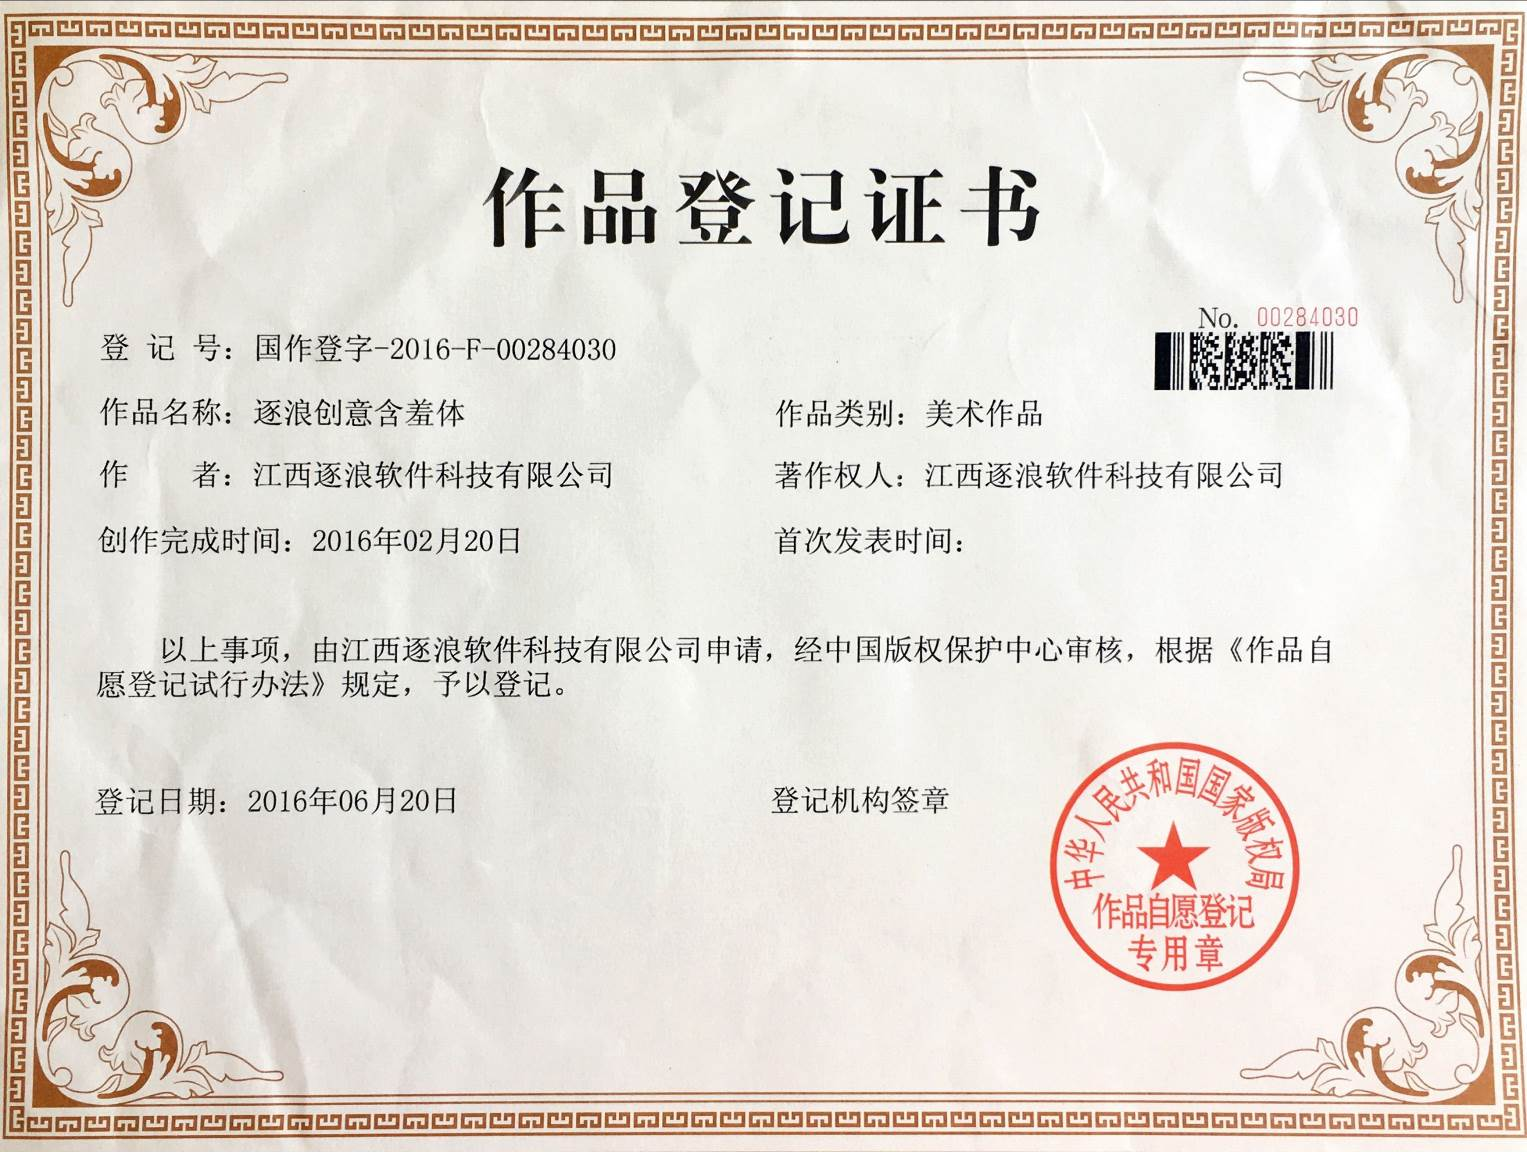 作品登记证书
No. 00284030
登 记 号：国作登字-2016-F-00284030
作品名称：逐浪创意含羞体
作品类别：美术作品
作 者：江西逐浪软件科技有限公司
著作权人：江西逐浪软件科技有限公司
创作完成时间：2016年02月20日
首次发表时间：
以上事项，由江西逐浪软件科技有限公司申请，经中国版权保护中心审核，根据《作品自
愿登记试行办法》规定，予以登记。
登记日期：2016年06月20日
登记机构签章
中华人民共和国国家版权局
作品自愿登记
专用章